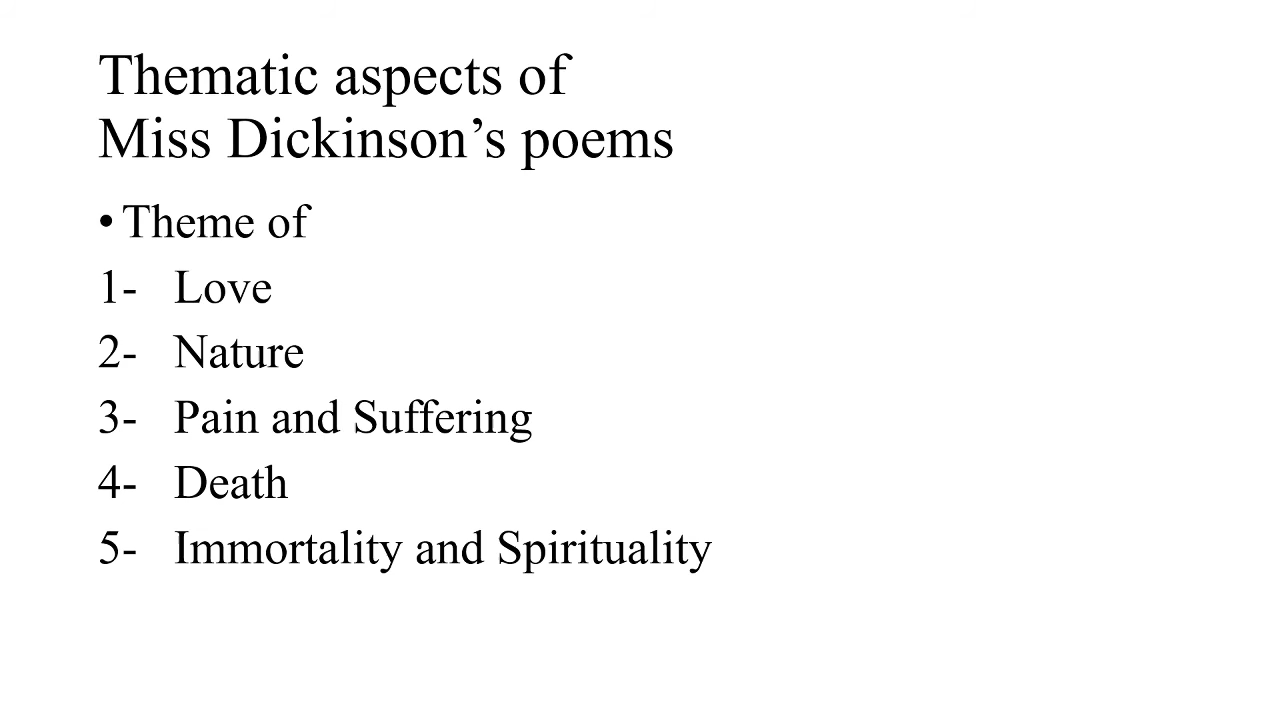 Thematic aspects of
Miss Dickinson’s poems
• Theme of
1- Love
2- Nature
3- Pain and Suffering
4- Death
5- Immortality and Spirituality